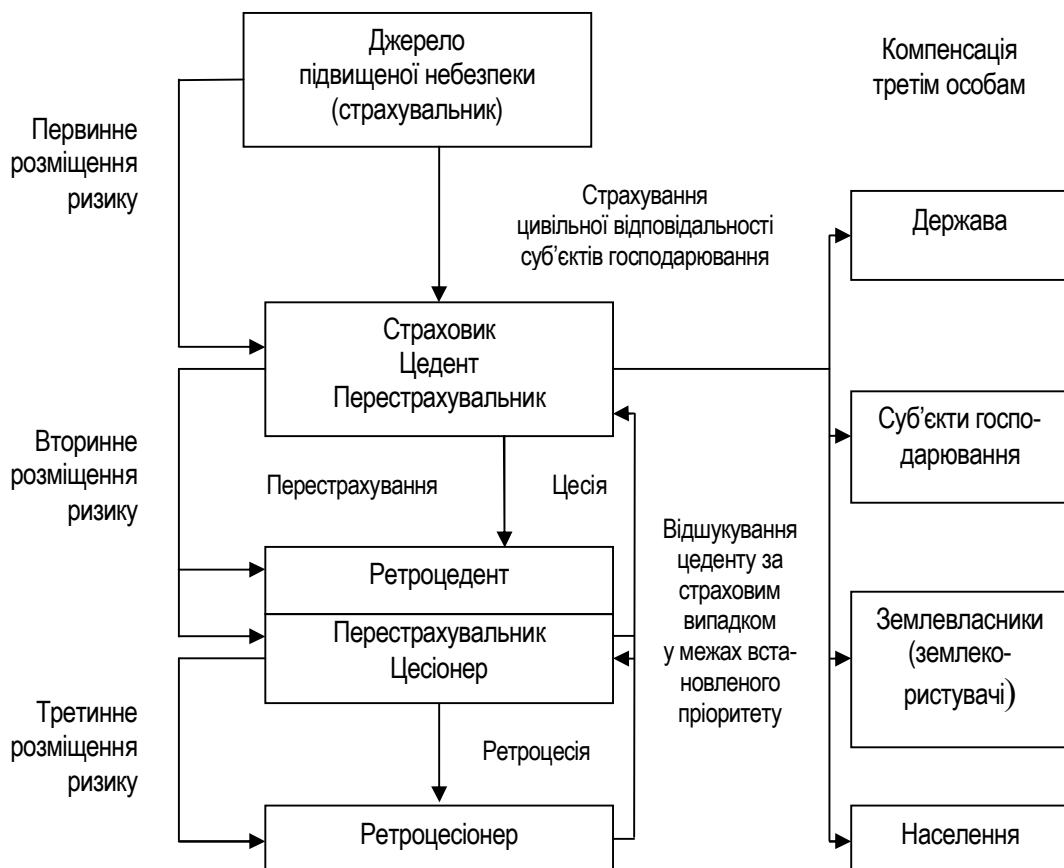 Джерело
підвищеної небезпеки
(страхувальник)
Компенсація
третім особам
Первинне
розміщення
ризику
Страхування
цивільної відповідальності
суб’єктів господарювання
Держава
Страховик
Цедент
Перестрахувальник
Суб’єкти госпо-
дарювання
Вторинне
розміщення
ризику
Перестрахування
Цесія
Відшукування
цеденту за
страховим
випадком
у межах вста-
новленого
пріоритету
Ретроцедент
Перестрахувальник
Цесіонер
Землевласники
(землеко-
ристувачі)
Третинне
розміщення
ризику
Ретроцесія
Ретроцесіонер
Населення